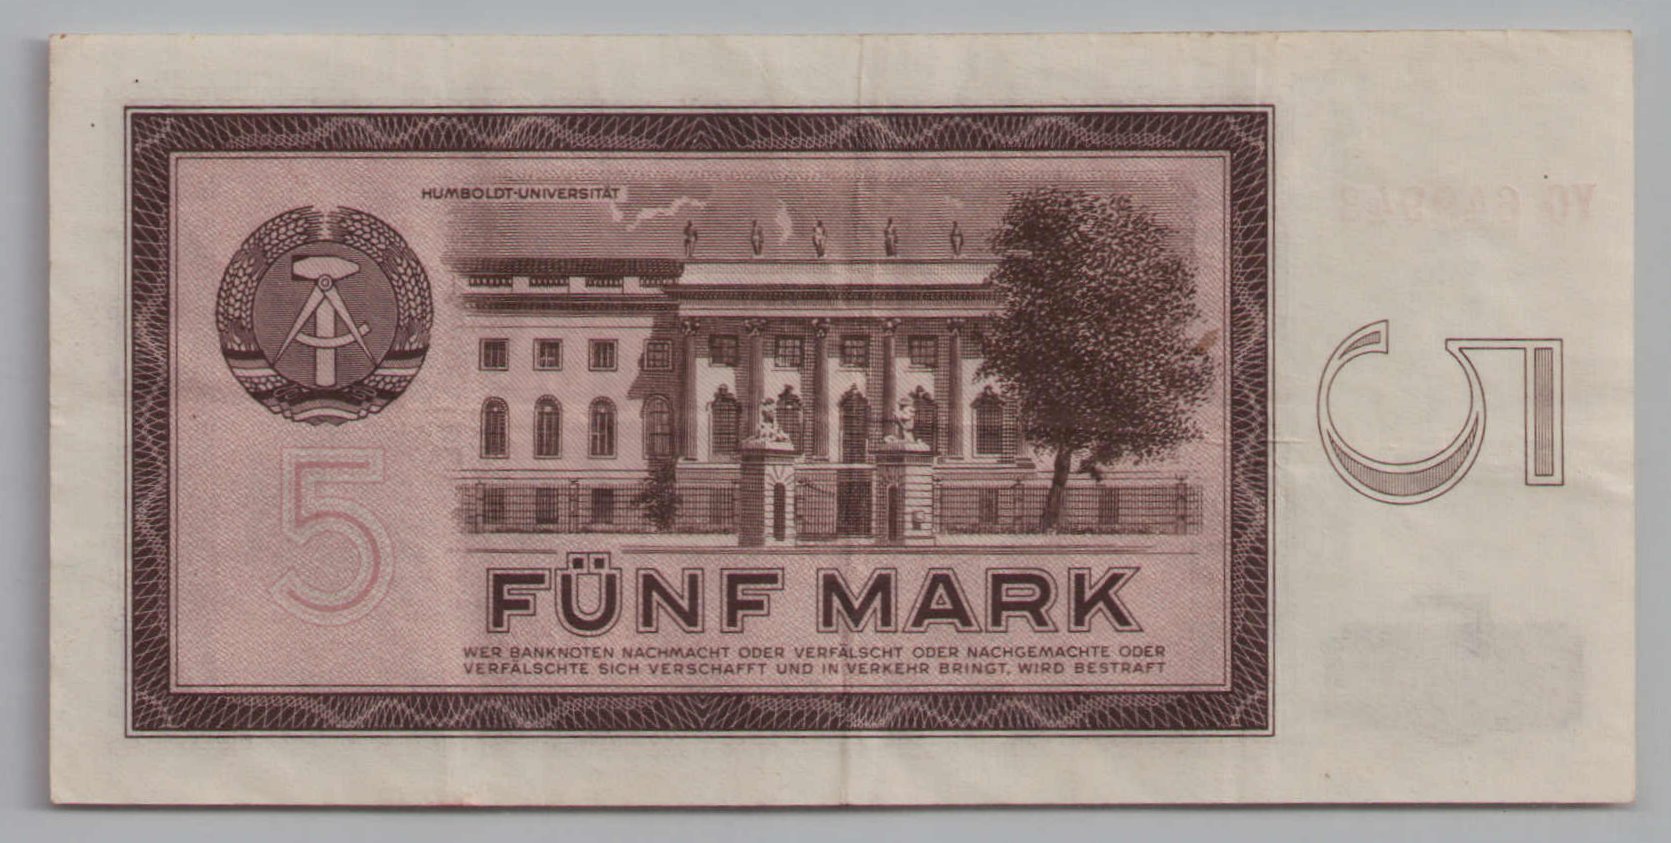 HUMBOLDT-UNIVERSITÄT
5
5
FÜNF MARK
WER BANKNOTEN NACHMACHT ODER VERFÄLSCHT ODER NACHGEMACHTE ODER
VERFÄLSCHTE SICH VERSCHAFFT UND IN VERKEHR BRINGT, WIRD BESTRAFT